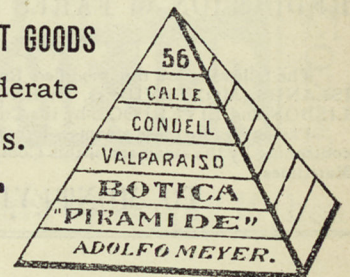 T GOODS
derate
s.
56
CALLE
CONDELL
VALPARAISO
BOTICA
"PIRAMIDE"
ADOLFO MEYER.